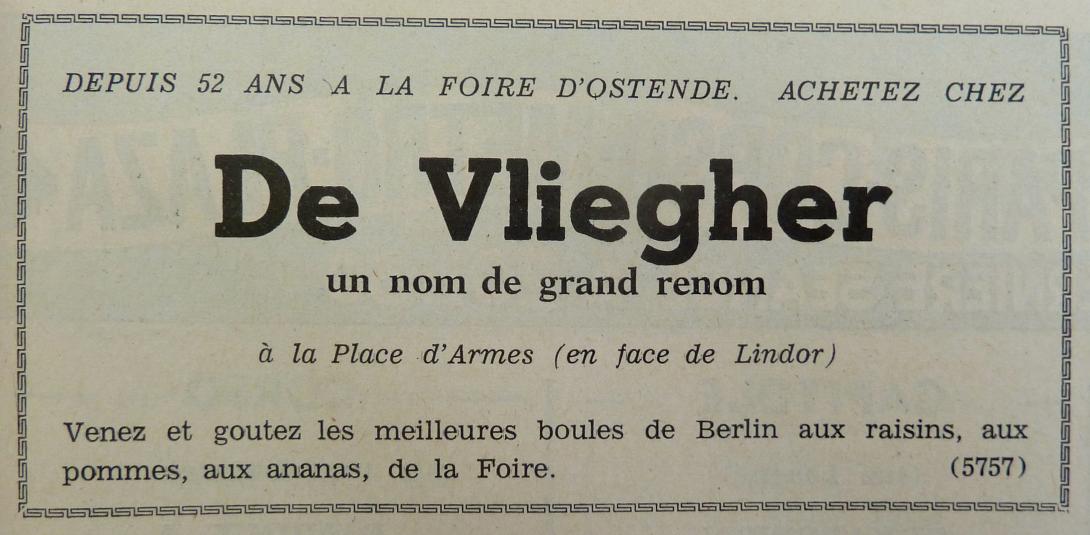 DEPUIS 52 ANS A LA FOIRE D'OSTENDE. ACHETEZ CHEZ
De Vliegher
un nom de grand renom
à la Place d'Armes (en face de Lindor)
Venez et goutez les meilleures boules de Berlin aux raisins, aux
pommes, aux ananas, de la Foire. (5757)